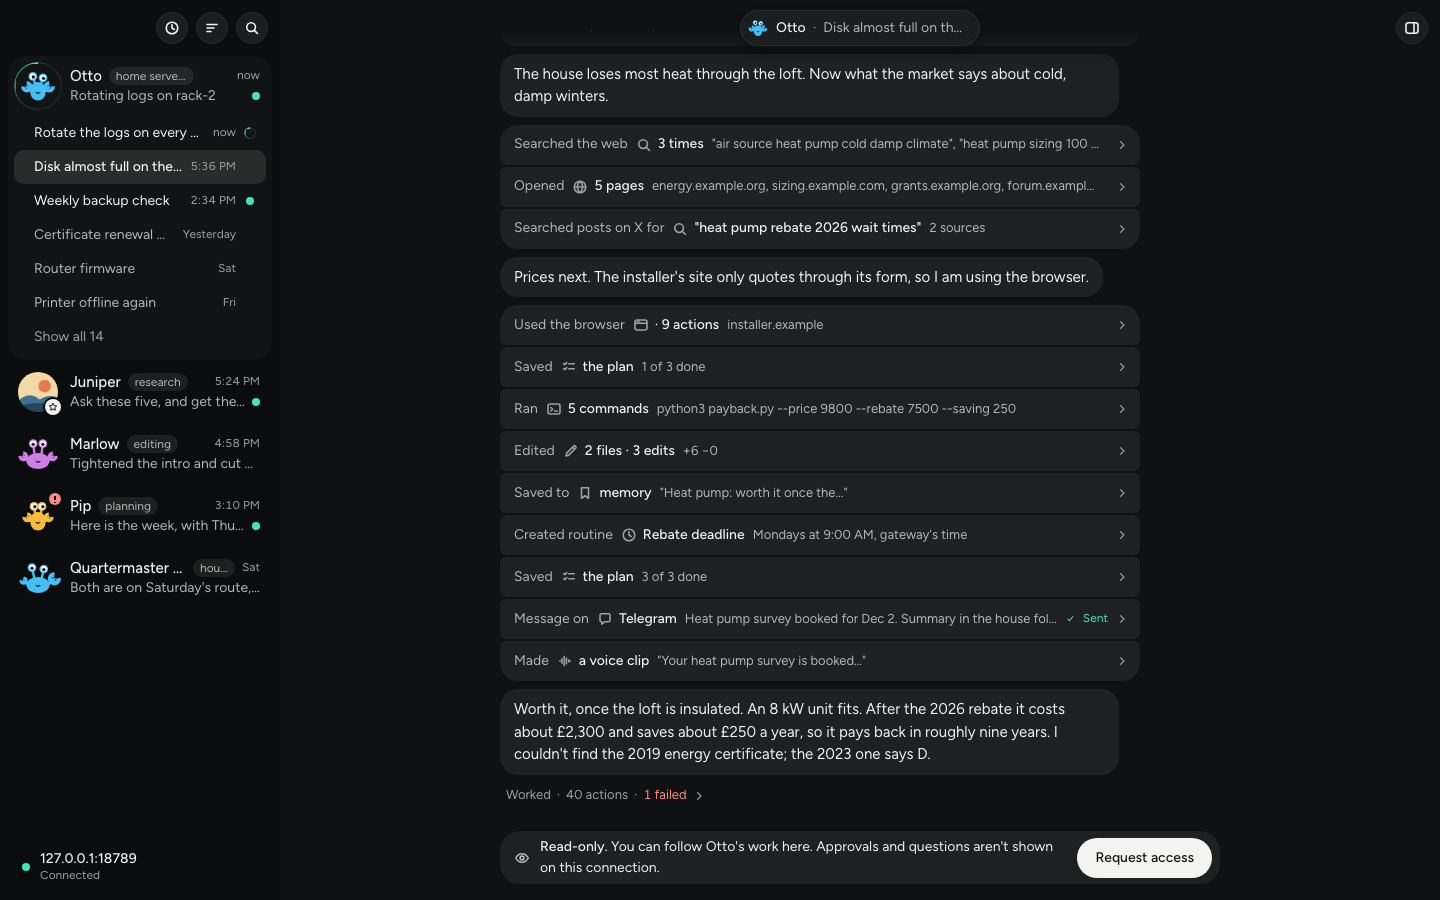 Otto · Disk almost full on th...
Otto home serve... now
Rotating logs on rack-2
Rotate the logs on every ... now
Disk almost full on the... 5:36 PM
Weekly backup check 2:34 PM
Certificate renewal ... Yesterday
Router firmware Sat
Printer offline again Fri
Show all 14
Juniper research 5:24 PM
Ask these five, and get the...
Marlow editing 4:58 PM
Tightened the intro and cut ...
Pip planning 3:10 PM
Here is the week, with Thu...
Quartermaster ... hou... Sat
Both are on Saturday's route,...
127.0.0.1:18789
Connected
The house loses most heat through the loft. Now what the market says about cold,
damp winters.
Searched the web 3 times "air source heat pump cold damp climate", "heat pump sizing 100 ...
Opened 5 pages energy.example.org, sizing.example.com, grants.example.org, forum.exampl...
Searched posts on X for "heat pump rebate 2026 wait times" 2 sources
Prices next. The installer's site only quotes through its form, so I am using the browser.
Used the browser · 9 actions installer.example
Saved the plan 1 of 3 done
Ran 5 commands python3 payback.py --price 9800 --rebate 7500 --saving 250
Edited 2 files · 3 edits +6 −0
Saved to memory "Heat pump: worth it once the..."
Created routine Rebate deadline Mondays at 9:00 AM, gateway's time
Saved the plan 3 of 3 done
Message on Telegram Heat pump survey booked for Dec 2. Summary in the house fol... ✓ Sent
Made a voice clip "Your heat pump survey is booked..."
Worth it, once the loft is insulated. An 8 kW unit fits. After the 2026 rebate it costs
about £2,300 and saves about £250 a year, so it pays back in roughly nine years. I
couldn't find the 2019 energy certificate; the 2023 one says D.
Worked · 40 actions · 1 failed
Read-only. You can follow Otto's work here. Approvals and questions aren't shown
on this connection.
Request access